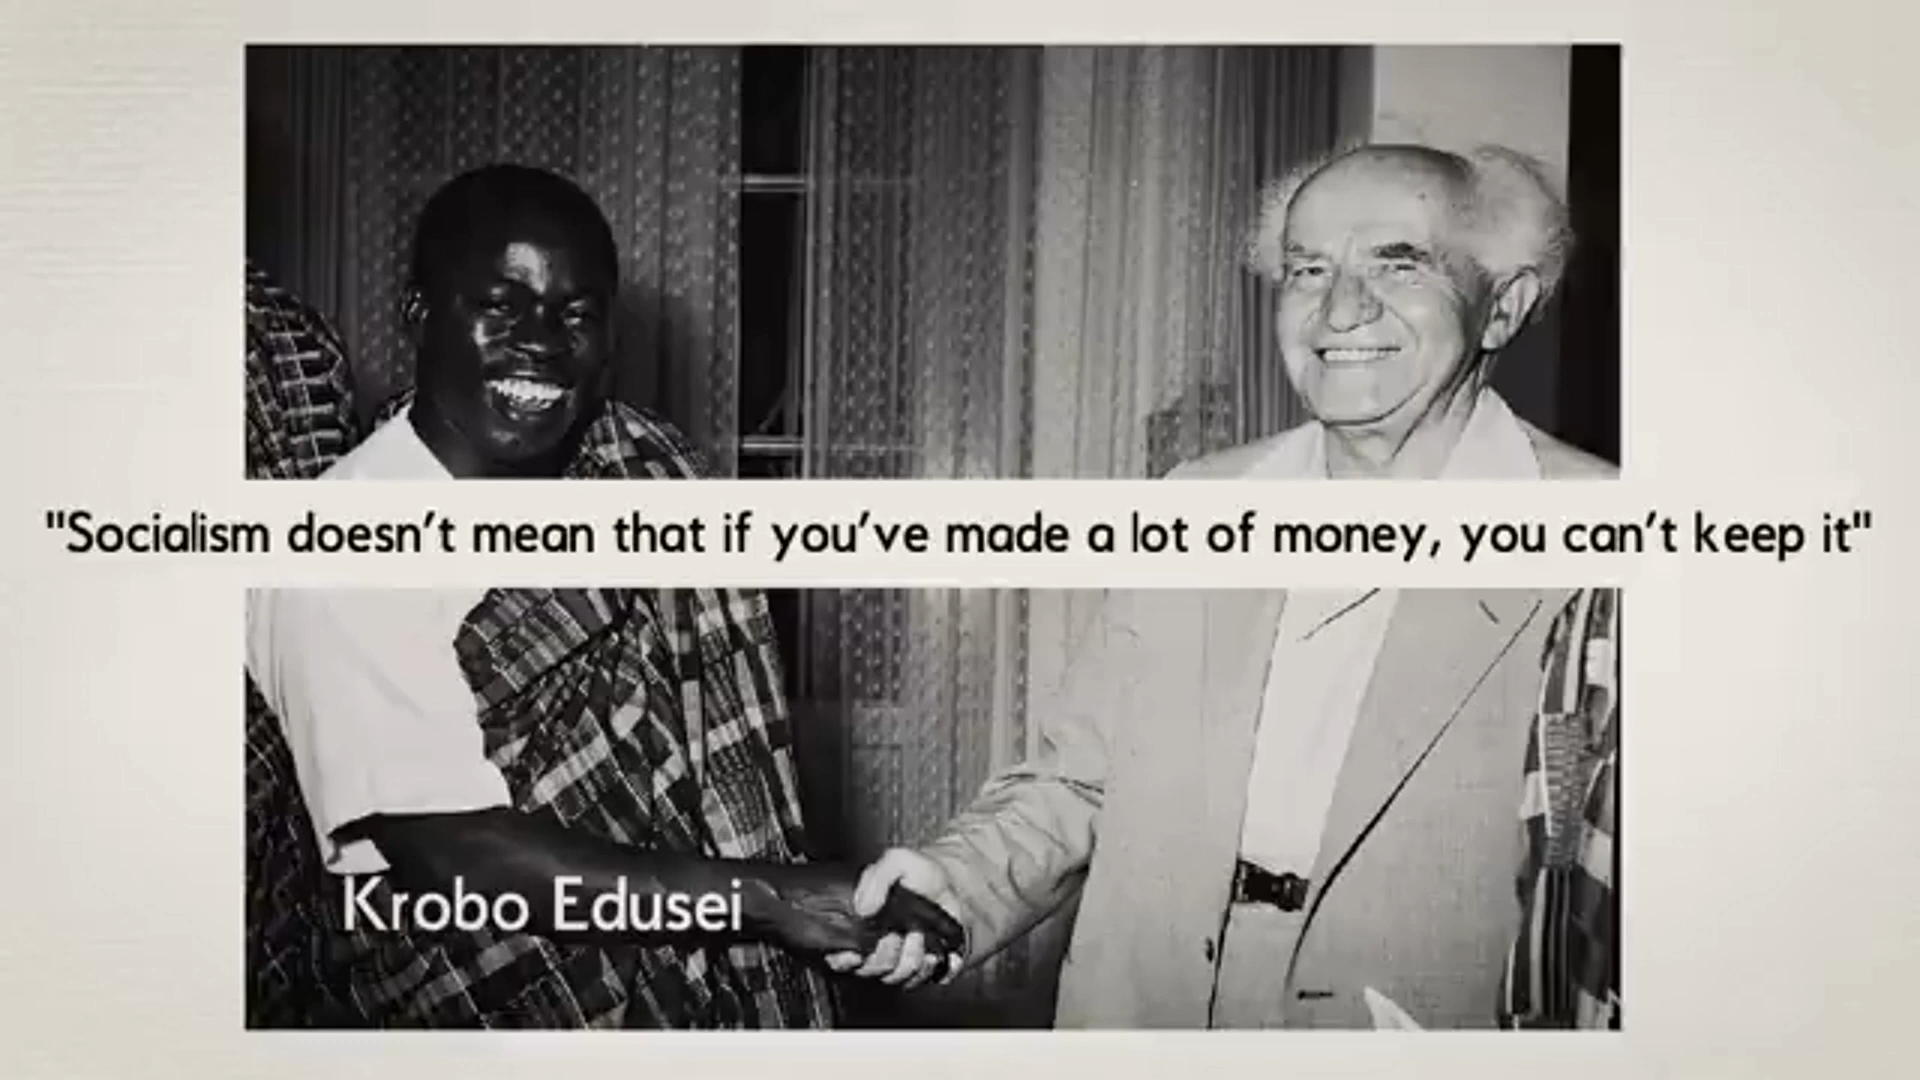 "Socialism doesn’t mean that if you’ve made a lot of money, you can’t keep it"
Krobo Edusei